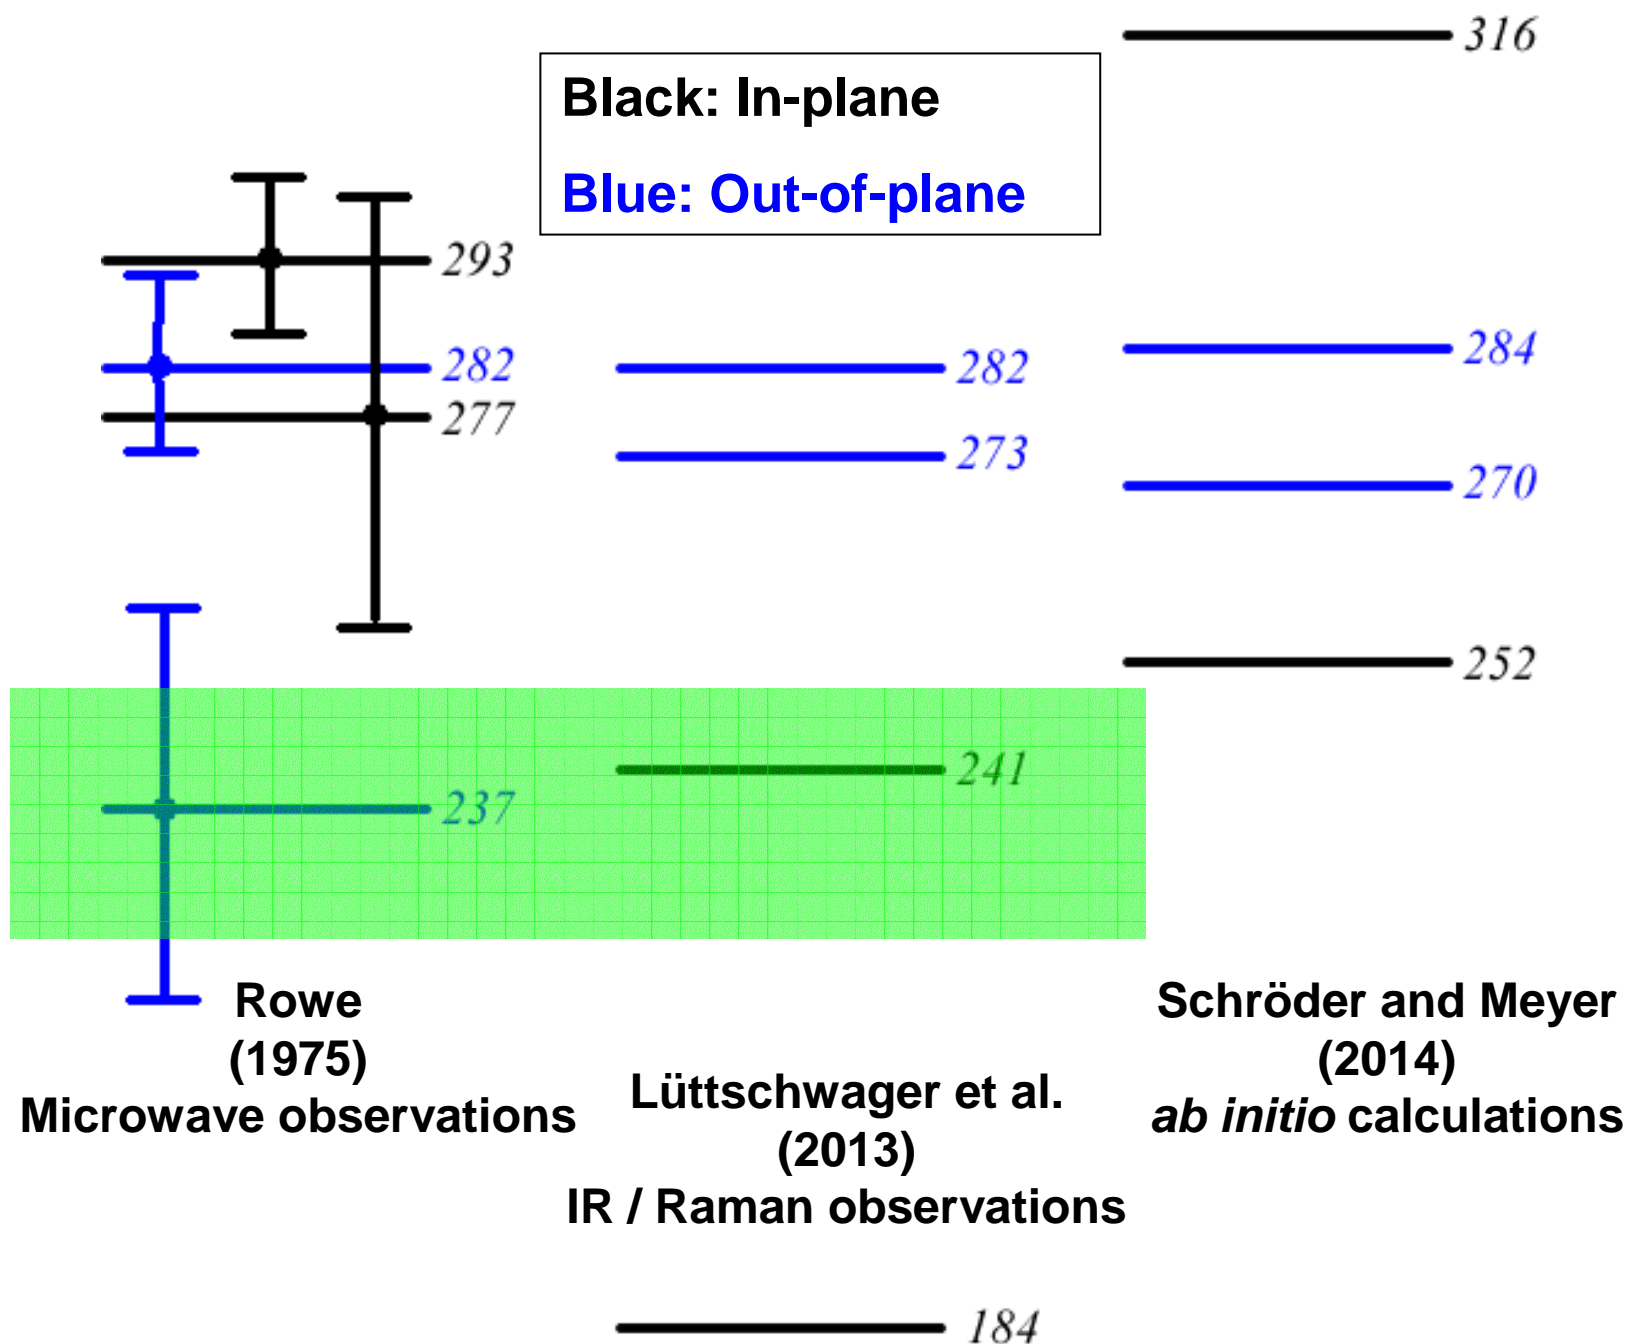 316
Black: In-plane
Blue: Out-of-plane
293
282
277
282
273
284
270
252
241
237
Rowe
(1975)
Microwave observations
Lüttschwager et al.
(2013)
IR / Raman observations
Schröder and Meyer
(2014)
ab initio calculations
184